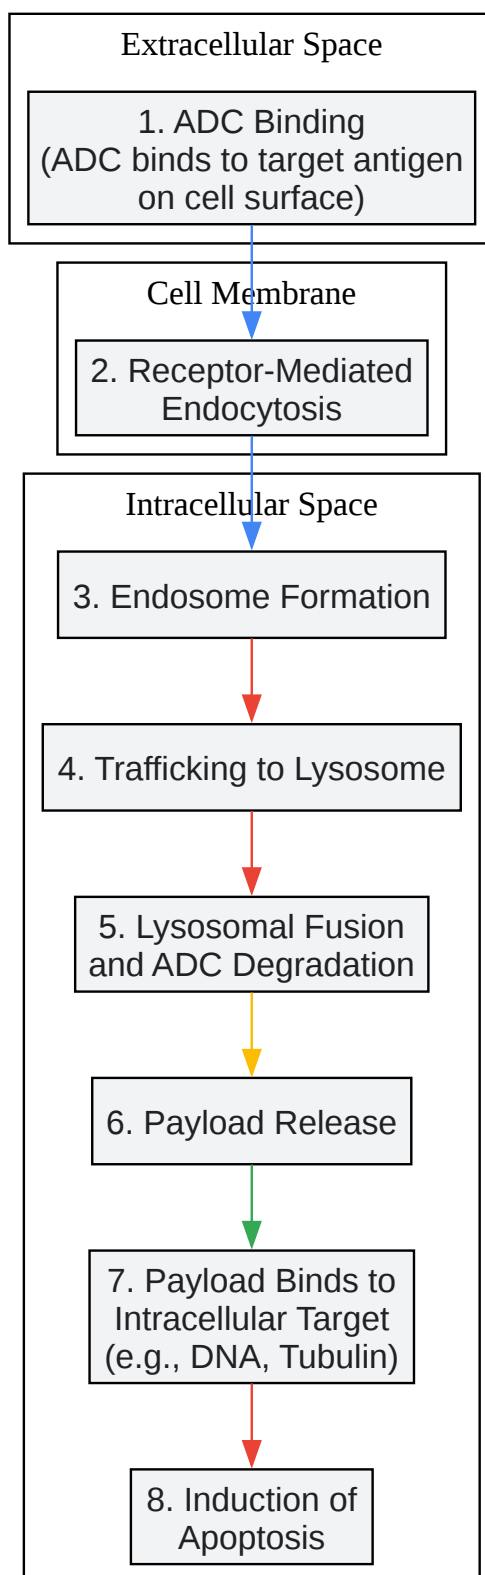 Extracellular Space
1. ADC Binding
(ADC binds to target antigen
on cell surface)
Cell Membrane
2. Receptor-Mediated
Endocytosis
Intracellular Space
3. Endosome Formation
4. Trafficking to Lysosome
5. Lysosomal Fusion
and ADC Degradation
6. Payload Release
7. Payload Binds to
Intracellular Target
(e.g., DNA, Tubulin)
8. Induction of
Apoptosis